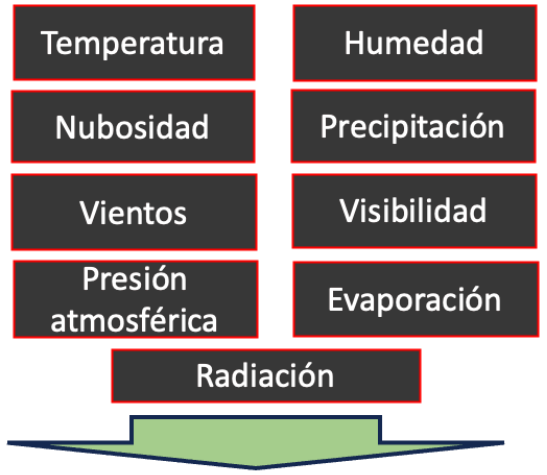 Temperatura
Humedad
Nubosidad
Precipitación
Vientos
Visibilidad
Presión
atmosférica
Evaporación
Radiación